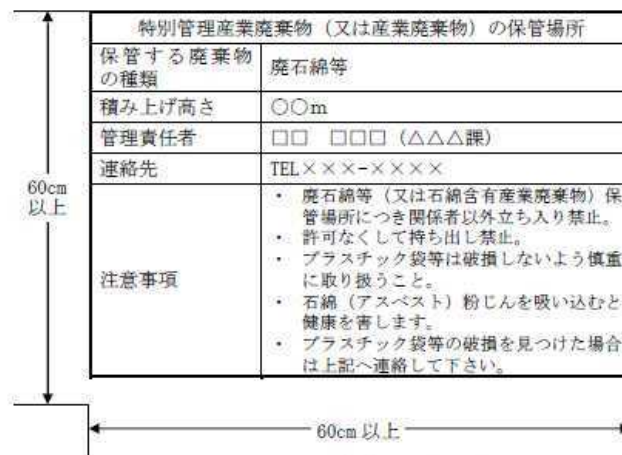 特別管理産業廃棄物（又は産業廃棄物）の保管場所
保管する廃棄物
の種類
廃石綿等
積み上げ高さ
○○m
管理責任者
□□　□□□（△△△課）
連絡先
TEL×××-××××
60cm
以上
注意事項
・ 廃石綿等（又は石綿含有産業廃棄物）保
管場所につき関係者以外立ち入り禁止。
・ 許可なくして持ち出し禁止。
・ プラスチック袋等は破損しないよう慎重
に取り扱うこと。
・ 石綿（アスベスト）粉じんを吸い込むと
健康を害します。
・ プラスチック袋等の破損を見つけた場合
は上記へ連絡して下さい。
60cm以上